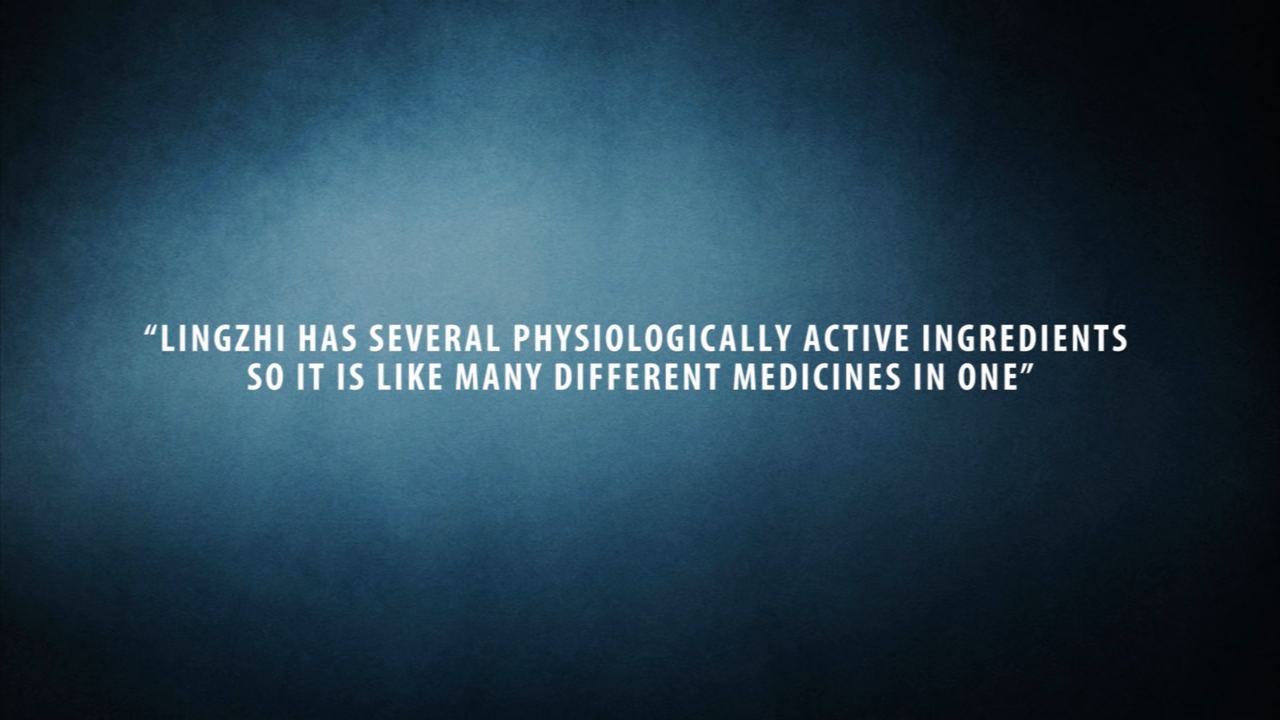 “LINGZHI HAS SEVERAL PHYSIOLOGICALLY ACTIVE INGREDIENTS
SO IT IS LIKE MANY DIFFERENT MEDICINES IN ONE”